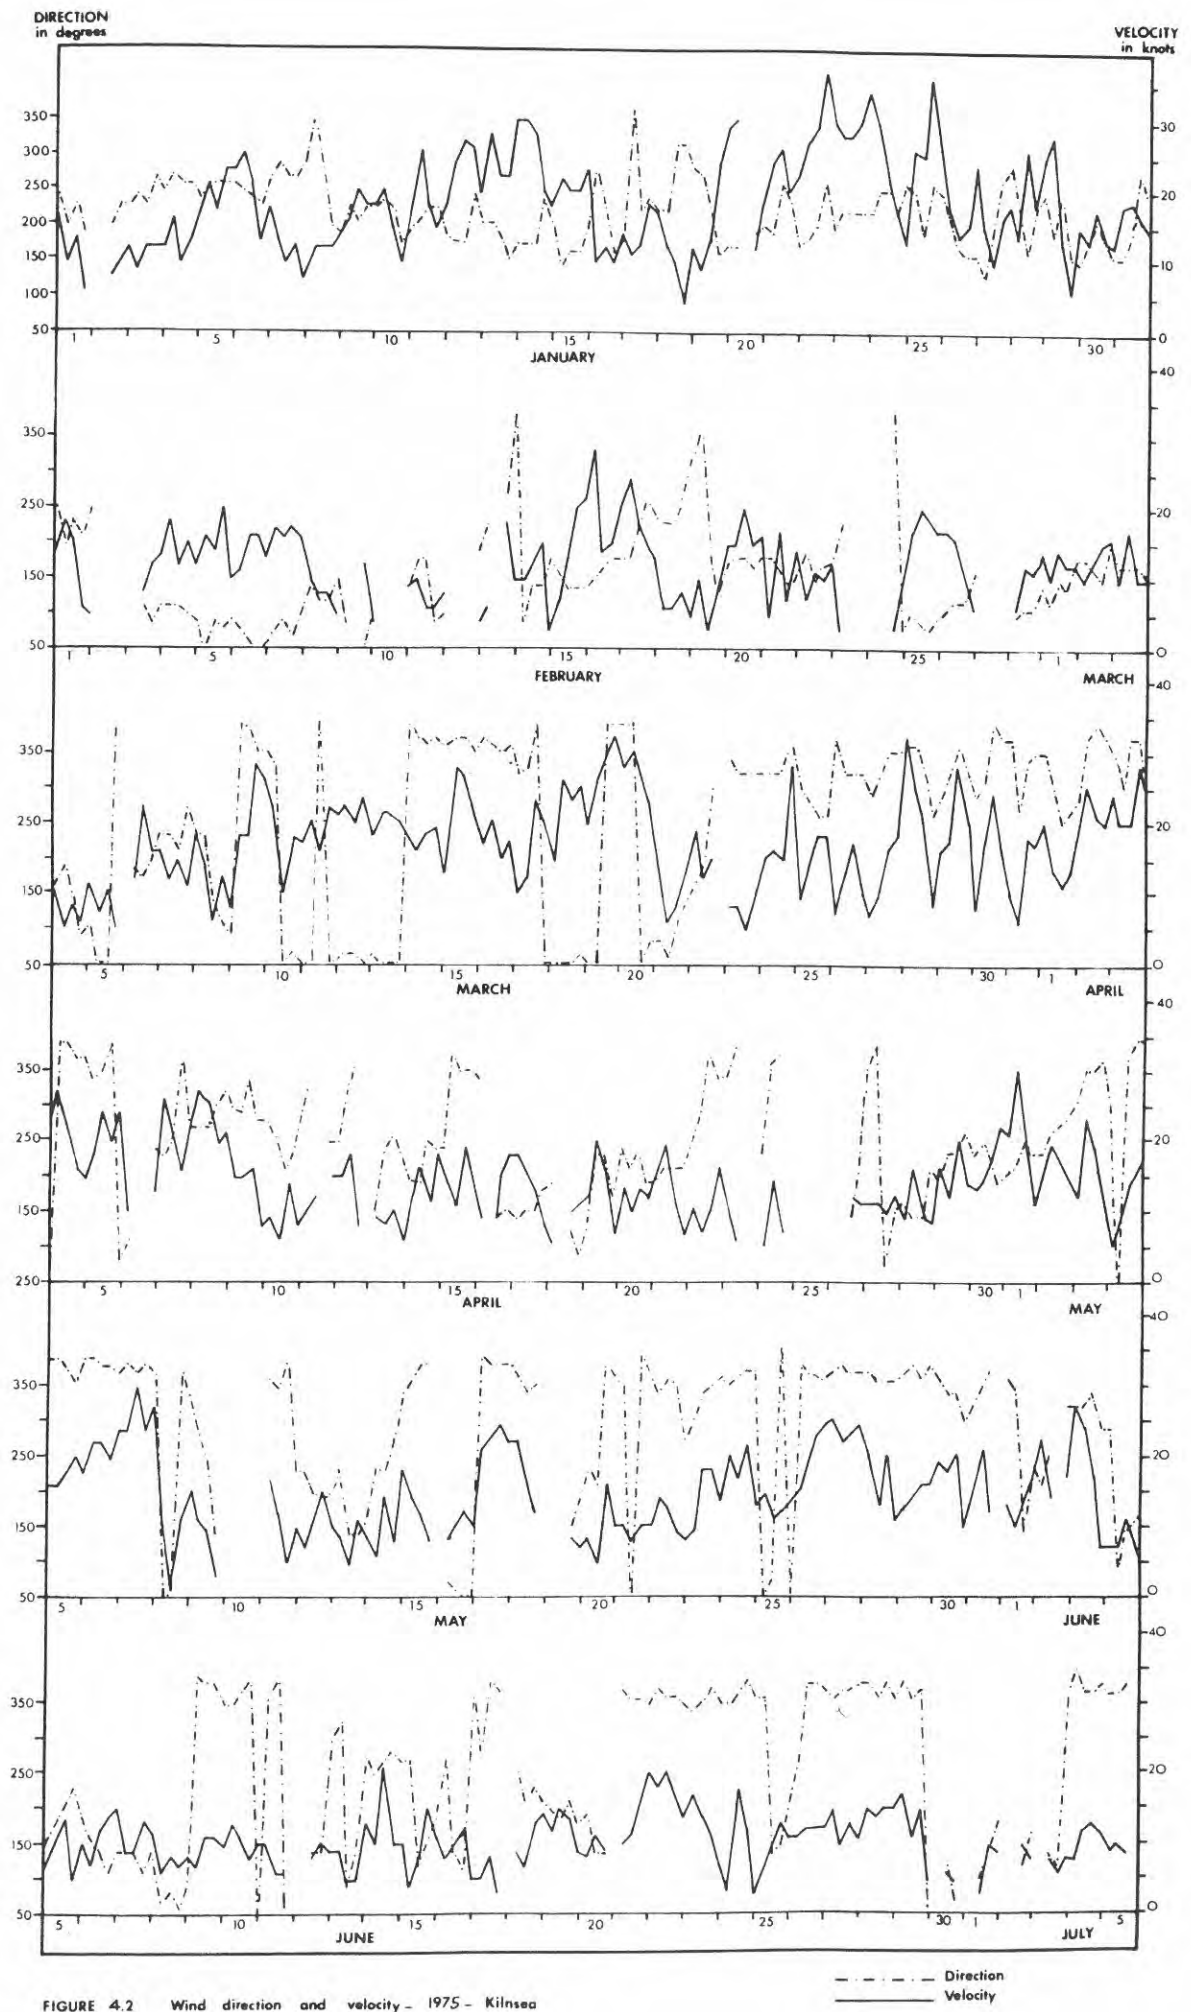 DIRECTION
in degrees
VELOCITY
in knots
350
300
250
200
150
100
50
30
20
10
0
1 5 10 15 20 25 30
JANUARY
40
350
250
150
50
20
10
0
1 5 10 15 20 25 1
FEBRUARY MARCH
40
350
250
150
50
20
10
0
5 10 15 20 25 30 1
MARCH APRIL
40
350
250
150
250
20
10
0
5 10 15 20 25 30 1
APRIL MAY
40
350
250
150
50
20
10
0
5 10 15 20 25 30 1
MAY JUNE
40
350
250
150
50
20
10
0
5 10 15 20 25 30 1 5
JUNE JULY
Direction
Velocity
FIGURE 4.2 Wind direction and velocity - 1975 - Kilnsea